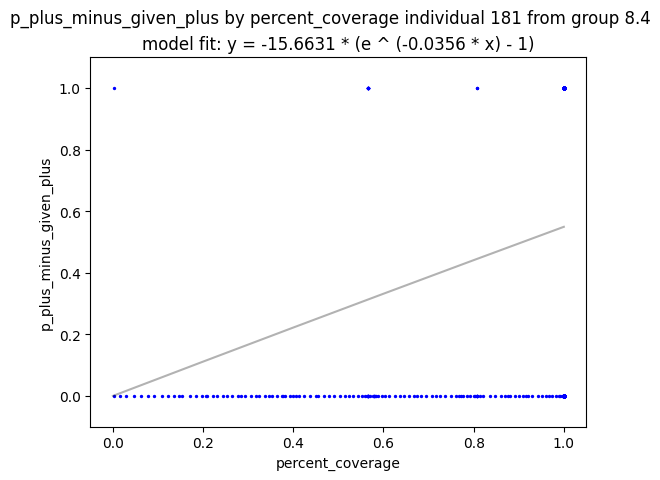 p_plus_minus_given_plus by percent_coverage individual 181 from group 8.4
model fit: y = -15.6631 * (e ^ (-0.0356 * x) - 1)
1.0
0.8
0.6
0.4
0.2
0.0
p_plus_minus_given_plus
0.0 0.2 0.4 0.6 0.8 1.0
percent_coverage